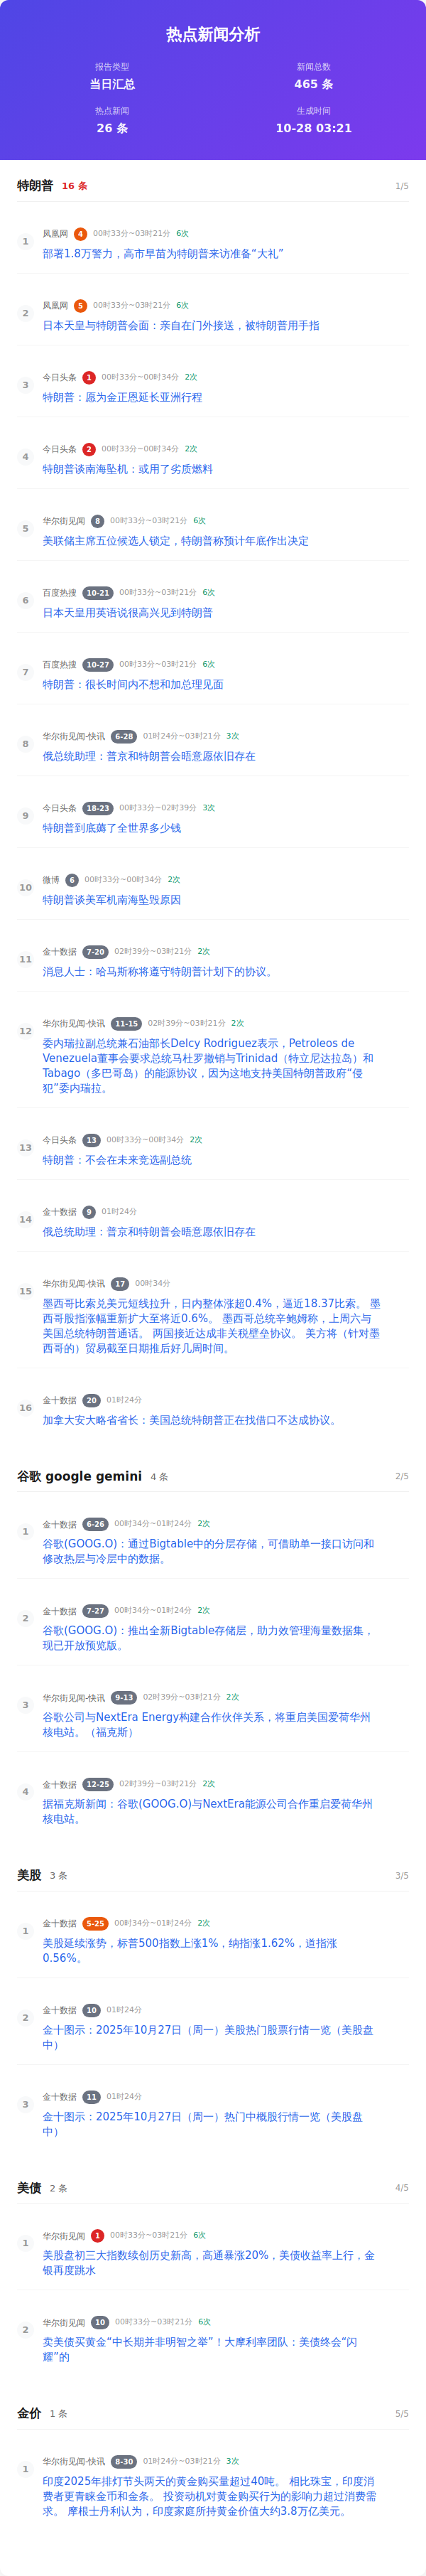 热点新闻分析
报告类型
当日汇总
新闻总数
465 条
热点新闻
26 条
生成时间
10-28 03:21
特朗普 16 条 1/5
1 凤凰网 4 00时33分~03时21分 6次
部署1.8万警力，高市早苗为特朗普来访准备“大礼”
2 凤凰网 5 00时33分~03时21分 6次
日本天皇与特朗普会面：亲自在门外接送，被特朗普用手指
3 今日头条 1 00时33分~00时34分 2次
特朗普：愿为金正恩延长亚洲行程
4 今日头条 2 00时33分~00时34分 2次
特朗普谈南海坠机：或用了劣质燃料
5 华尔街见闻 8 00时33分~03时21分 6次
美联储主席五位候选人锁定，特朗普称预计年底作出决定
6 百度热搜 10-21 00时33分~03时21分 6次
日本天皇用英语说很高兴见到特朗普
7 百度热搜 10-27 00时33分~03时21分 6次
特朗普：很长时间内不想和加总理见面
8 华尔街见闻-快讯 6-28 01时24分~03时21分 3次
俄总统助理：普京和特朗普会晤意愿依旧存在
9 今日头条 18-23 00时33分~02时39分 3次
特朗普到底薅了全世界多少钱
10 微博 6 00时33分~00时34分 2次
特朗普谈美军机南海坠毁原因
11 金十数据 7-20 02时39分~03时21分 2次
消息人士：哈马斯称将遵守特朗普计划下的协议。
12 华尔街见闻-快讯 11-15 02时39分~03时21分 2次
委内瑞拉副总统兼石油部长Delcy Rodriguez表示，Petroleos de
Venezuela董事会要求总统马杜罗撤销与Trinidad（特立尼达拉岛）和
Tabago（多巴哥岛）的能源协议，因为这地支持美国特朗普政府“侵
犯”委内瑞拉。
13 今日头条 13 00时33分~00时34分 2次
特朗普：不会在未来竞选副总统
14 金十数据 9 01时24分
俄总统助理：普京和特朗普会晤意愿依旧存在
15 华尔街见闻-快讯 17 00时34分
墨西哥比索兑美元短线拉升，日内整体涨超0.4%，逼近18.37比索。 墨
西哥股指涨幅重新扩大至将近0.6%。 墨西哥总统辛鲍姆称，上周六与
美国总统特朗普通话。 两国接近达成非关税壁垒协议。 美方将（针对墨
西哥的）贸易截至日期推后好几周时间。
16 金十数据 20 01时24分
加拿大安大略省省长：美国总统特朗普正在找借口不达成协议。
谷歌 google gemini 4 条 2/5
1 金十数据 6-26 00时34分~01时24分 2次
谷歌(GOOG.O)：通过Bigtable中的分层存储，可借助单一接口访问和
修改热层与冷层中的数据。
2 金十数据 7-27 00时34分~01时24分 2次
谷歌(GOOG.O)：推出全新Bigtable存储层，助力效管理海量数据集，
现已开放预览版。
3 华尔街见闻-快讯 9-13 02时39分~03时21分 2次
谷歌公司与NextEra Energy构建合作伙伴关系，将重启美国爱荷华州
核电站。（福克斯）
4 金十数据 12-25 02时39分~03时21分 2次
据福克斯新闻：谷歌(GOOG.O)与NextEra能源公司合作重启爱荷华州
核电站。
美股 3 条 3/5
1 金十数据 5-25 00时34分~01时24分 2次
美股延续涨势，标普500指数上涨1%，纳指涨1.62%，道指涨
0.56%。
2 金十数据 10 01时24分
金十图示：2025年10月27日（周一）美股热门股票行情一览（美股盘
中）
3 金十数据 11 01时24分
金十图示：2025年10月27日（周一）热门中概股行情一览（美股盘
中）
美债 2 条 4/5
1 华尔街见闻 1 00时33分~03时21分 6次
美股盘初三大指数续创历史新高，高通暴涨20%，美债收益率上行，金
银再度跳水
2 华尔街见闻 10 00时33分~03时21分 6次
卖美债买黄金“中长期并非明智之举”！大摩利率团队：美债终会“闪
耀”的
金价 1 条 5/5
1 华尔街见闻-快讯 8-30 01时24分~03时21分 3次
印度2025年排灯节头两天的黄金购买量超过40吨。 相比珠宝，印度消
费者更青睐金币和金条。 投资动机对黄金购买行为的影响力超过消费需
求。 摩根士丹利认为，印度家庭所持黄金价值大约3.8万亿美元。